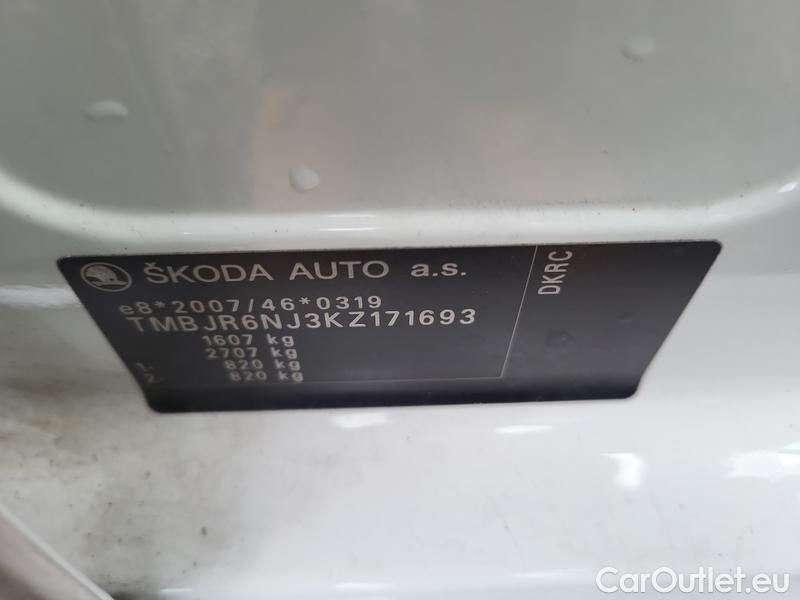 ŠKODA AUTO a.s.
e8*2007/46*0319
TMBJR6NJ3KZ171693
1607 kg
2707 kg
1. 820 kg
2. 820 kg
DKRC
CarOutlet.eu